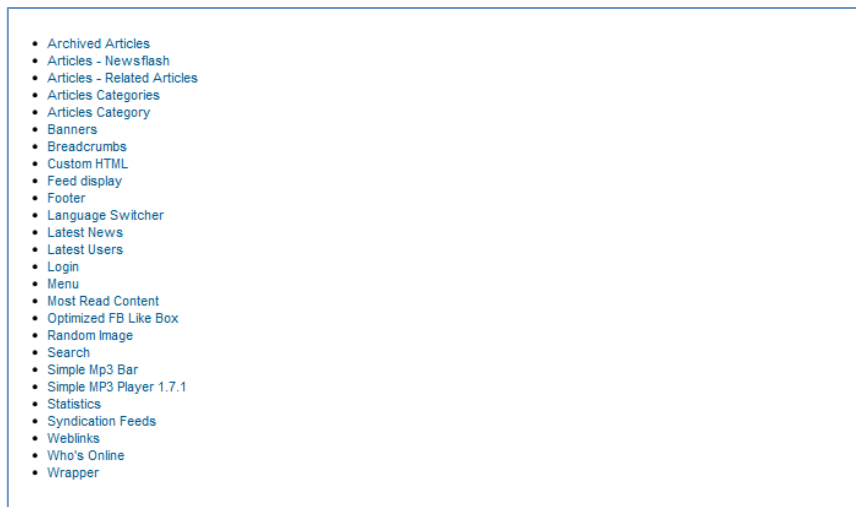 Archived Articles
Articles - Newsflash
Articles - Related Articles
Articles Categories
Articles Category
Banners
Breadcrumbs
Custom HTML
Feed display
Footer
Language Switcher
Latest News
Latest Users
Login
Menu
Most Read Content
Optimized FB Like Box
Random Image
Search
Simple Mp3 Bar
Simple MP3 Player 1.7.1
Statistics
Syndication Feeds
Weblinks
Who's Online
Wrapper